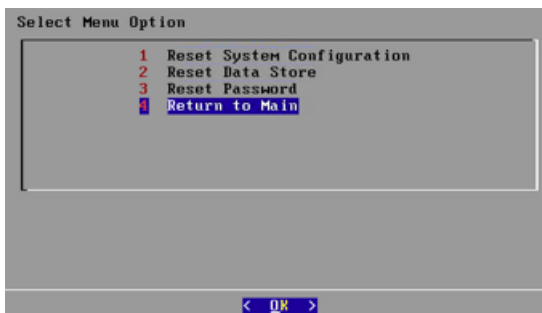 Select Menu Option
1 Reset System Configuration
2 Reset Data Store
3 Reset Password
4 Return to Main
< OK >